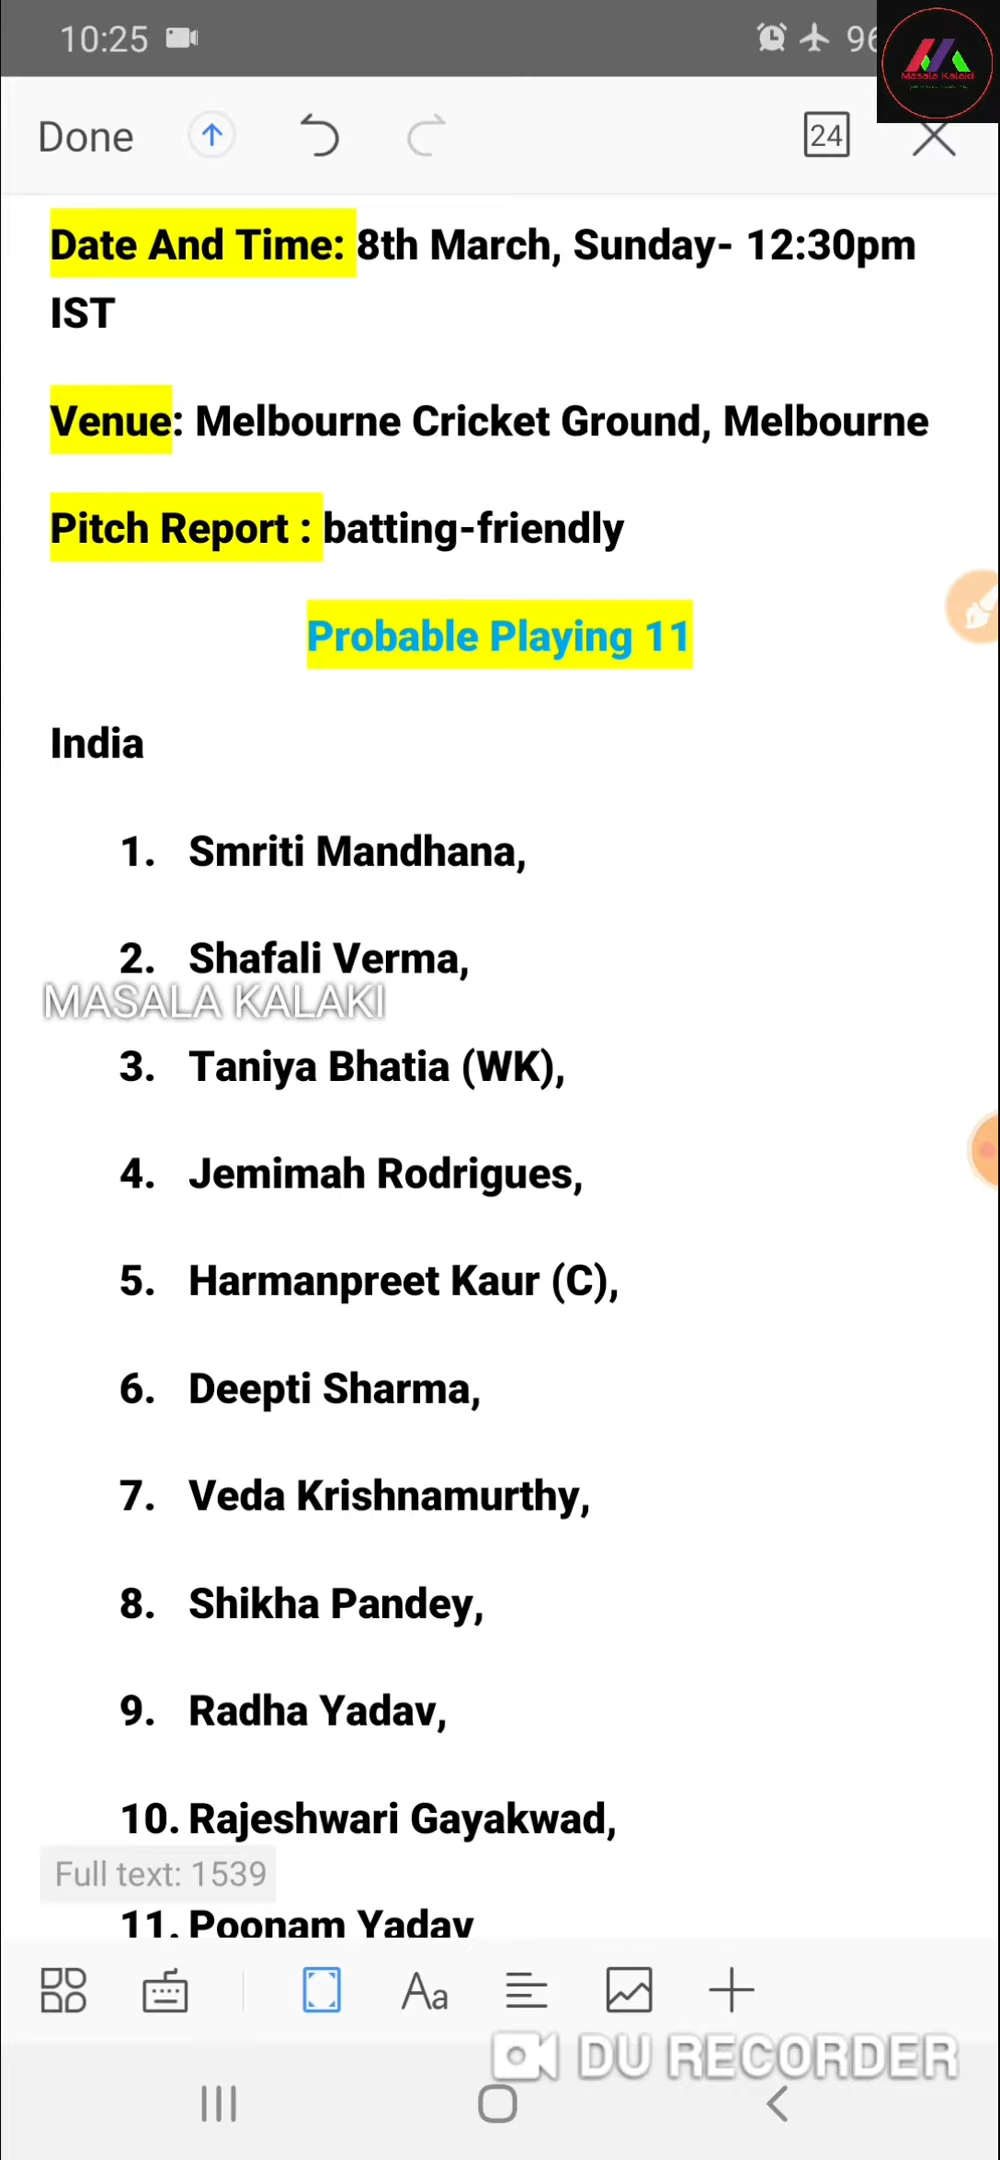 10:25
96
Masala Kalaki
Done
24
Date And Time: 8th March, Sunday- 12:30pm
IST
Venue: Melbourne Cricket Ground, Melbourne
Pitch Report : batting-friendly
Probable Playing 11
India
1. Smriti Mandhana,
2. Shafali Verma,
MASALA KALAKI
3. Taniya Bhatia (WK),
4. Jemimah Rodrigues,
5. Harmanpreet Kaur (C),
6. Deepti Sharma,
7. Veda Krishnamurthy,
8. Shikha Pandey,
9. Radha Yadav,
10. Rajeshwari Gayakwad,
Full text: 1539
11. Poonam Yadav
Aa
DU RECORDER